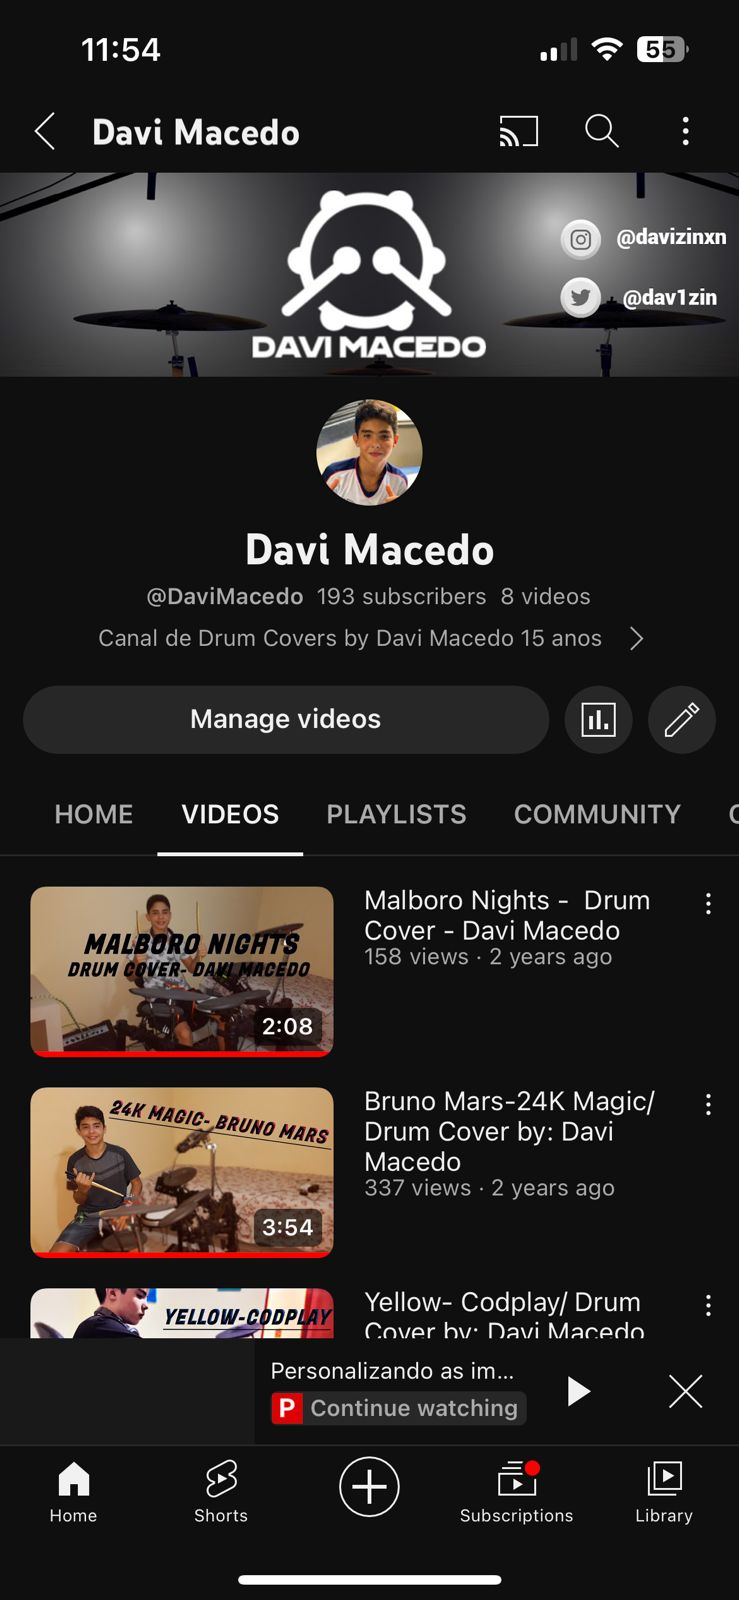 11:54
55
Davi Macedo
@davizinxn
@dav1zin
DAVI MACEDO
Davi Macedo
@DaviMacedo 193 subscribers 8 videos
Canal de Drum Covers by Davi Macedo 15 anos
Manage videos
HOME VIDEOS PLAYLISTS COMMUNITY C
MALBORO NIGHTS
DRUM COVER- DAVI MACEDO
2:08
Malboro Nights - Drum
Cover - Davi Macedo
158 views · 2 years ago
24K MAGIC- BRUNO MARS
3:54
Bruno Mars-24K Magic/
Drum Cover by: Davi
Macedo
337 views · 2 years ago
YELLOW-CODPLAY
Yellow- Codplay/ Drum
Cover by: Davi Macedo
Personalizando as im...
P Continue watching
Home Shorts Subscriptions Library